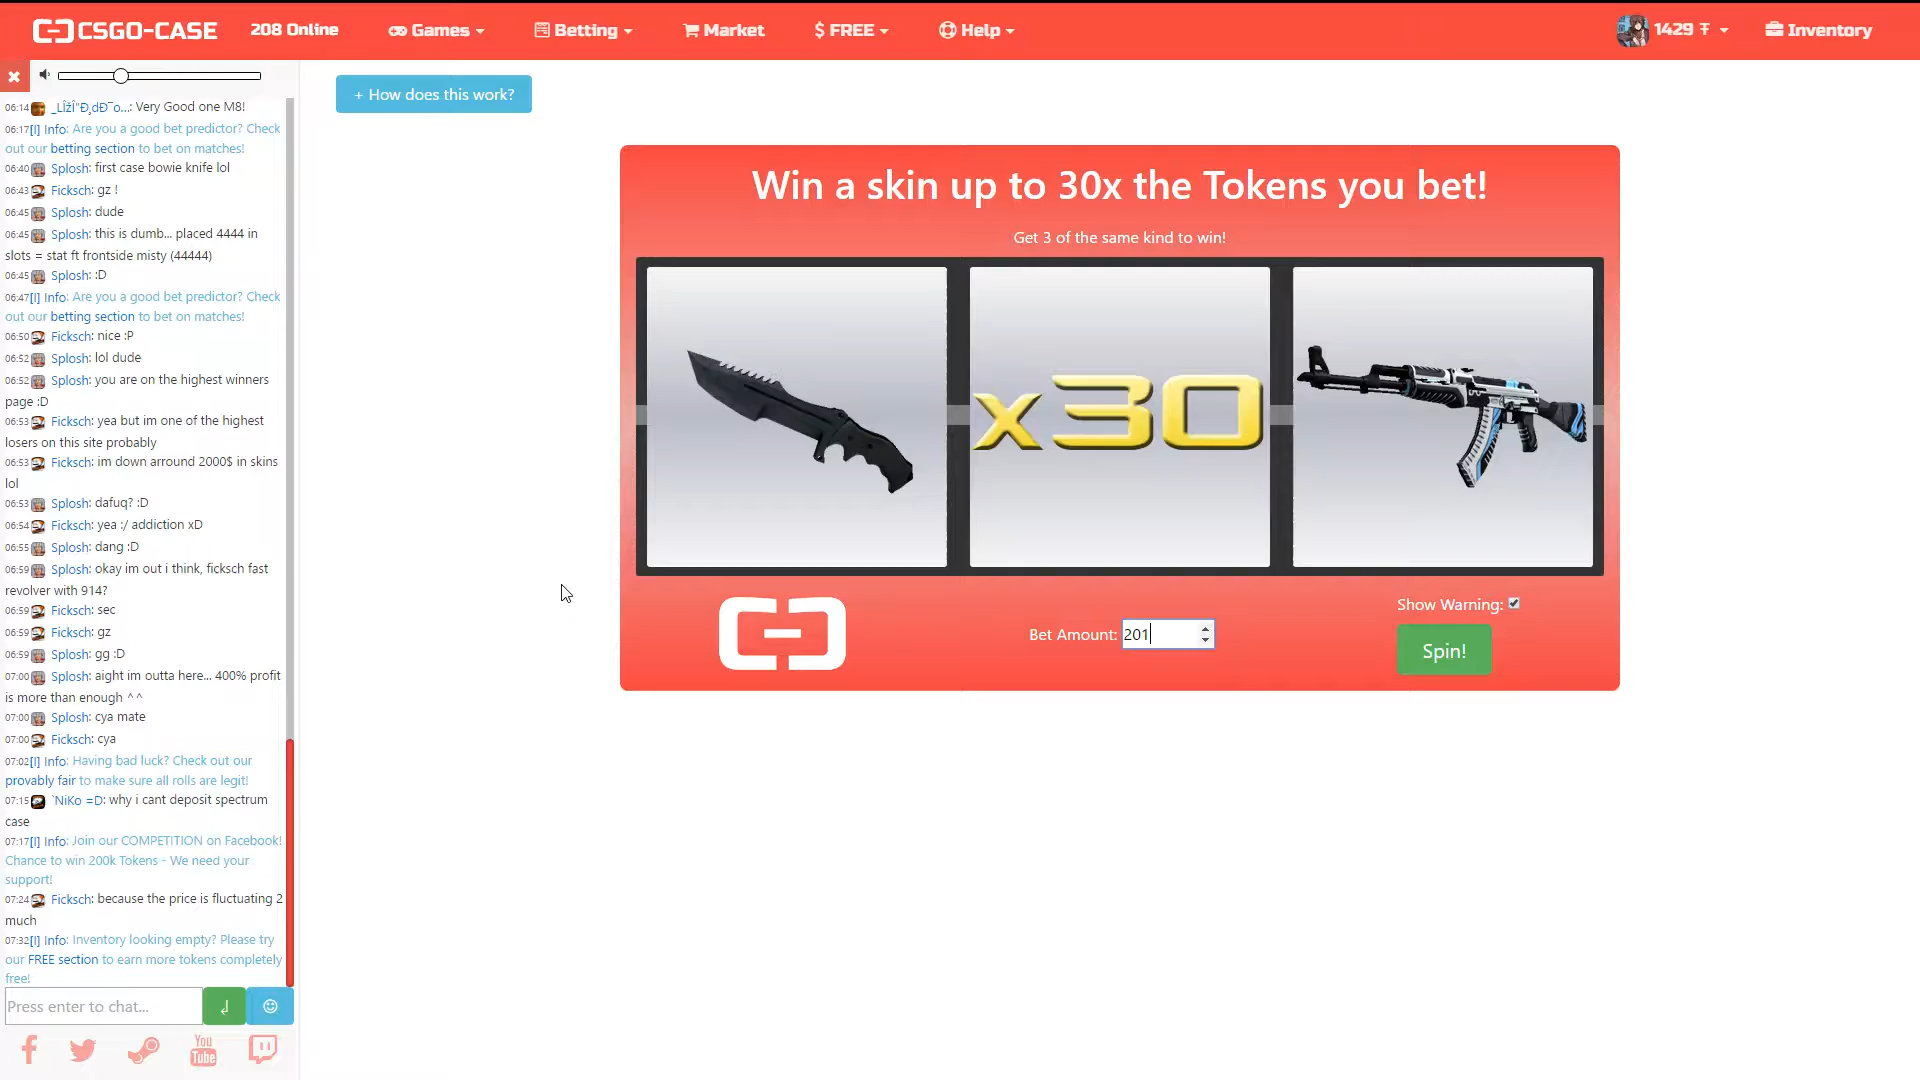 CSGO-CASE 208 Online Games Betting Market $ FREE Help 1429 Ŧ Inventory
+ How does this work?
06:14 Very Good one M8!
06:17[I] Info: Are you a good bet predictor? Check
out our betting section to bet on matches!
06:40 Splosh: first case bowie knife lol
06:43 Ficksch: gz !
06:45 Splosh: dude
06:45 Splosh: this is dumb... placed 4444 in
slots = stat ft frontside misty (44444)
06:45 Splosh: :D
06:47[I] Info: Are you a good bet predictor? Check
out our betting section to bet on matches!
06:50 Ficksch: nice :P
06:52 Splosh: lol dude
06:52 Splosh: you are on the highest winners
page :D
06:53 Ficksch: yea but im one of the highest
losers on this site probably
06:53 Ficksch: im down arround 2000$ in skins
lol
06:53 Splosh: dafuq? :D
06:54 Ficksch: yea :/ addiction xD
06:55 Splosh: dang :D
06:59 Splosh: okay im out i think, ficksch fast
revolver with 914?
06:59 Ficksch: sec
06:59 Ficksch: gz
06:59 Splosh: gg :D
07:00 Splosh: aight im outta here... 400% profit
is more than enough ^^
07:00 Splosh: cya mate
07:00 Ficksch: cya
07:02[I] Info: Having bad luck? Check out our
provably fair to make sure all rolls are legit!
07:15 `NiKo =D: why i cant deposit spectrum
case
07:17[I] Info: Join our COMPETITION on Facebook!
Chance to win 200k Tokens - We need your
support!
07:24 Ficksch: because the price is fluctuating 2
much
07:32[I] Info: Inventory looking empty? Please try
our FREE section to earn more tokens completely
free!
Press enter to chat...
You
Tube
Win a skin up to 30x the Tokens you bet!
Get 3 of the same kind to win!
x30
Show Warning:
Bet Amount: 201
Spin!